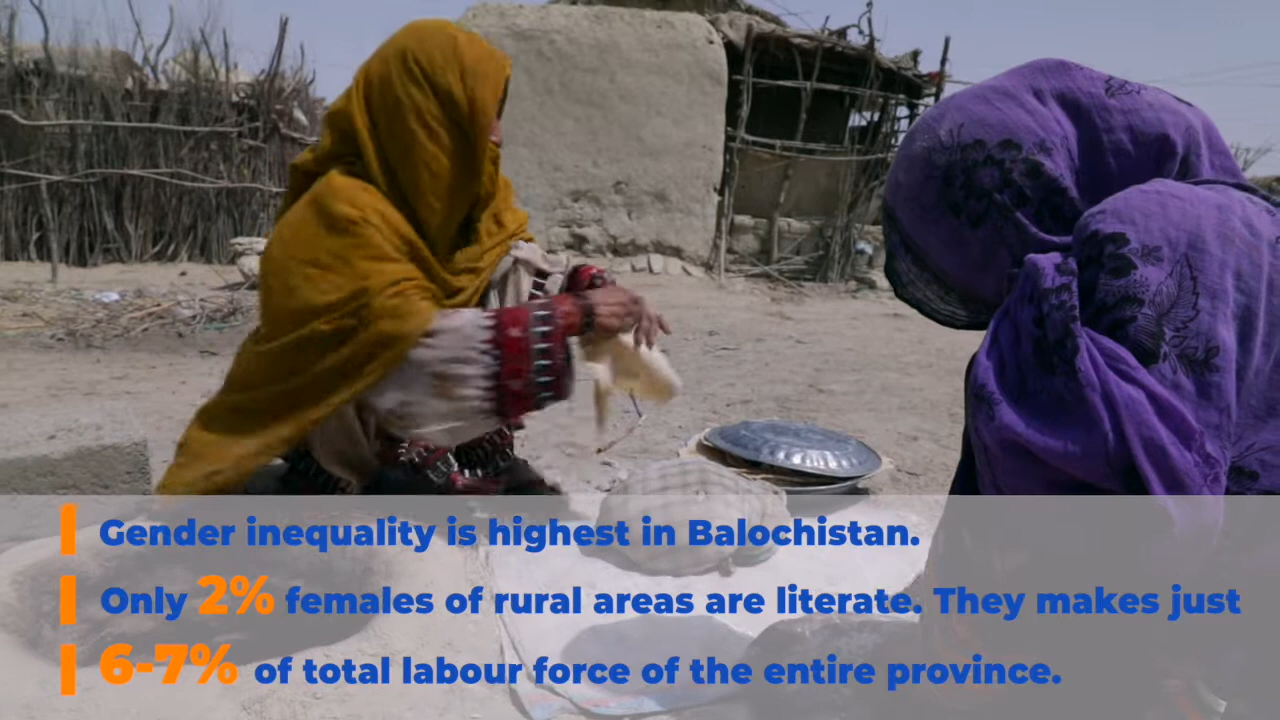 Gender inequality is highest in Balochistan.
Only 2% females of rural areas are literate. They makes just
6-7% of total labour force of the entire province.